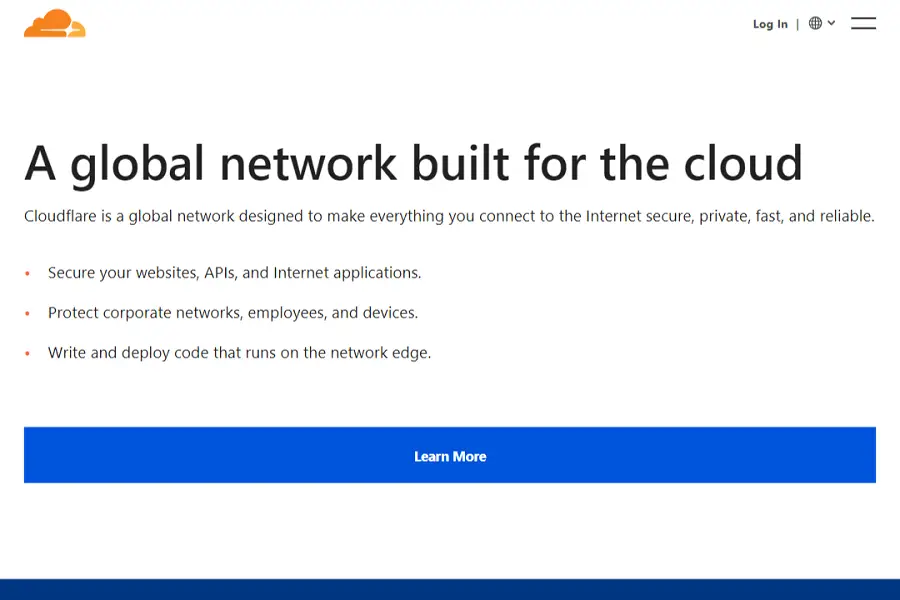 Log In |
A global network built for the cloud
Cloudflare is a global network designed to make everything you connect to the Internet secure, private, fast, and reliable.
• Secure your websites, APIs, and Internet applications.
• Protect corporate networks, employees, and devices.
• Write and deploy code that runs on the network edge.
Learn More